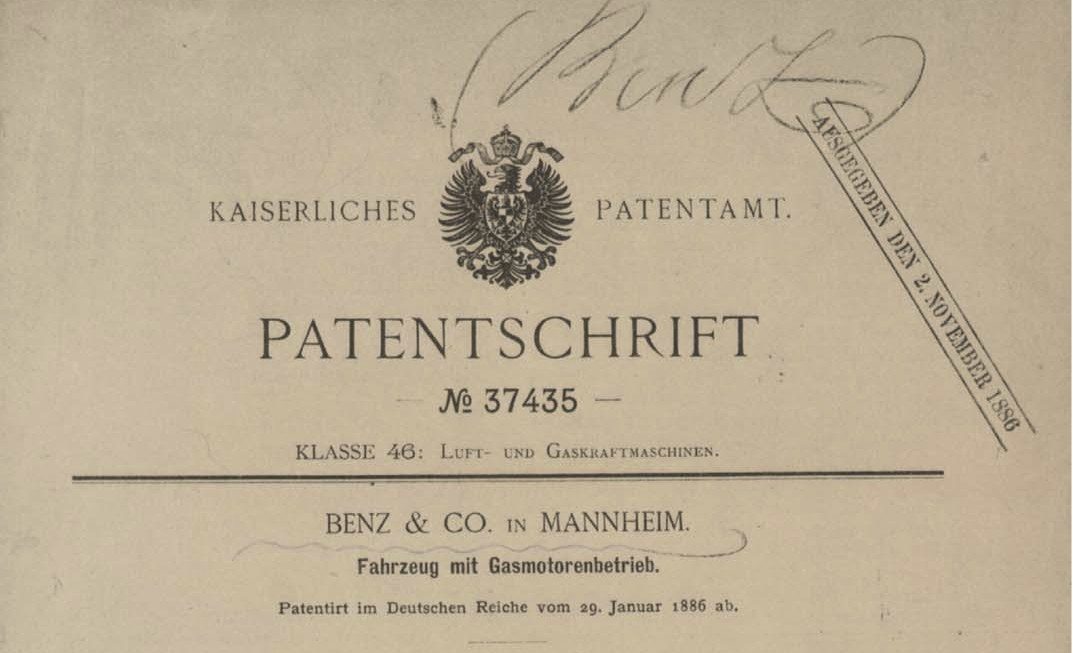 Benz
KAISERLICHES PATENTAMT.
AUSGEGEBEN DEN 2. NOVEMBER 1886
PATENTSCHRIFT
— № 37435 —
KLASSE 46: LUFT- UND GASKRAFTMASCHINEN.
BENZ & CO. IN MANNHEIM.
Fahrzeug mit Gasmotorenbetrieb.
Patentirt im Deutschen Reiche vom 29. Januar 1886 ab.